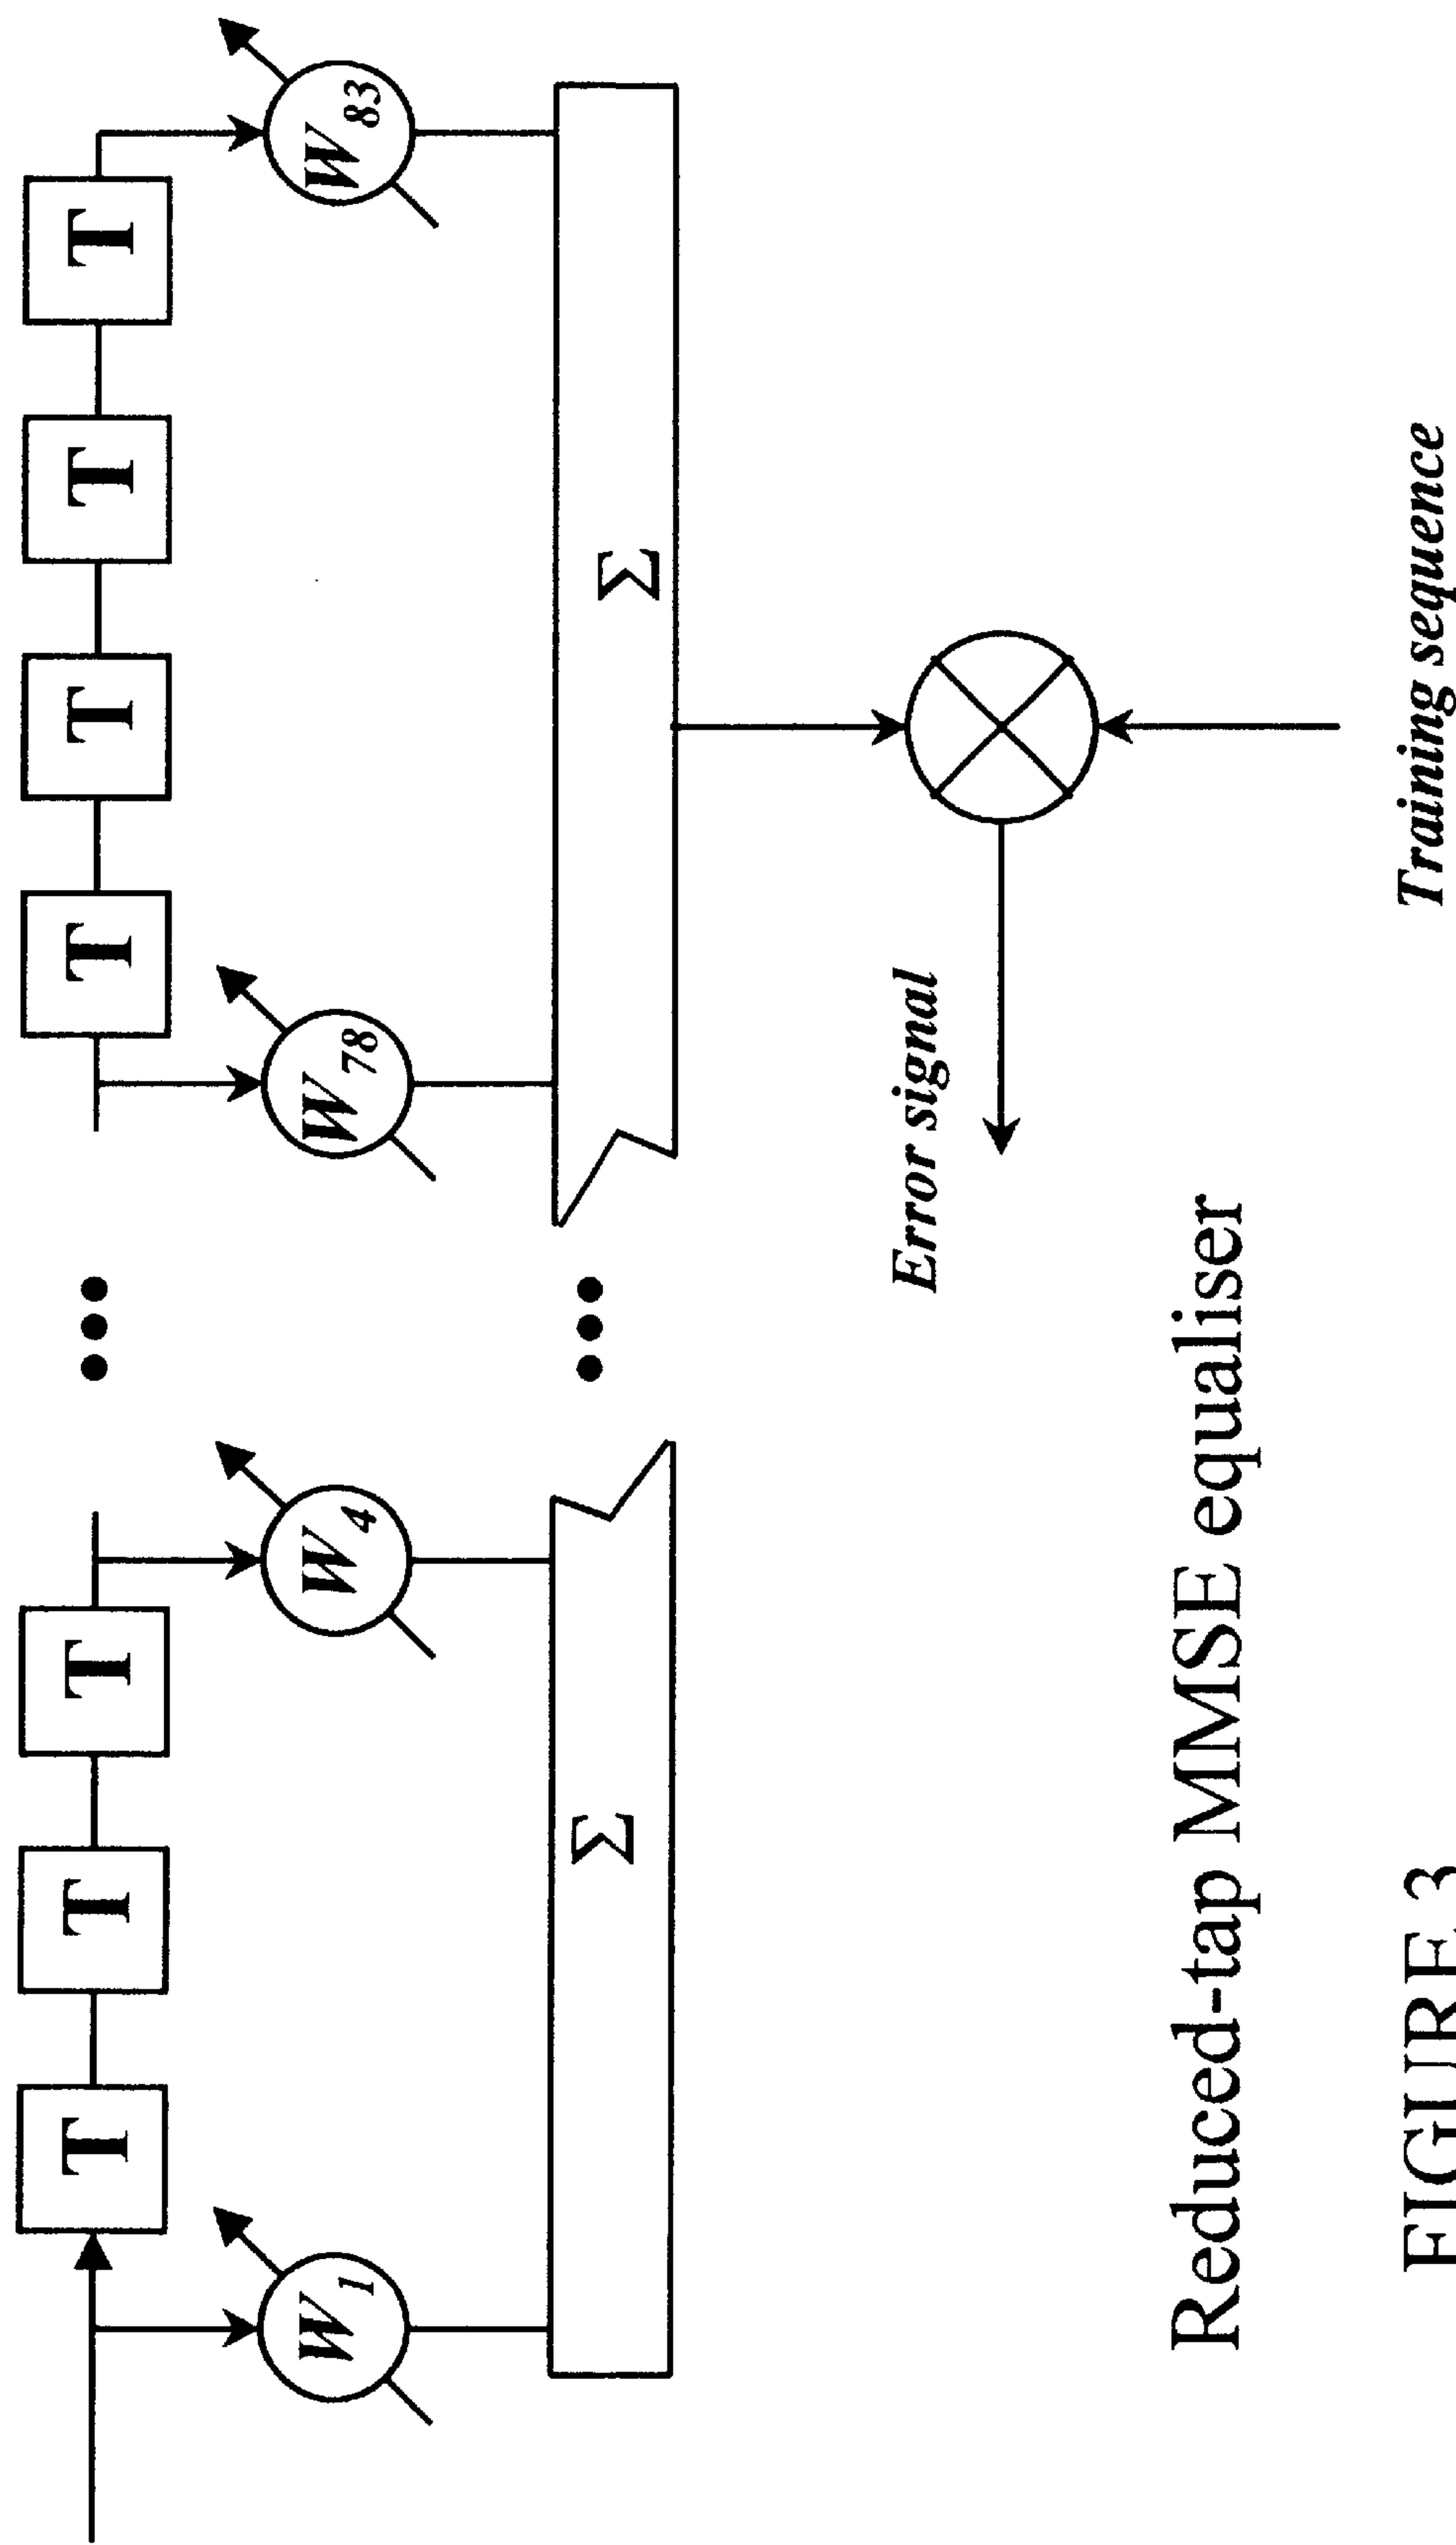 T T T T T T T
W1 W4 W78 W83
Σ Σ
Error signal
Training sequence
Reduced-tap MMSE equaliser
FIGURE 3